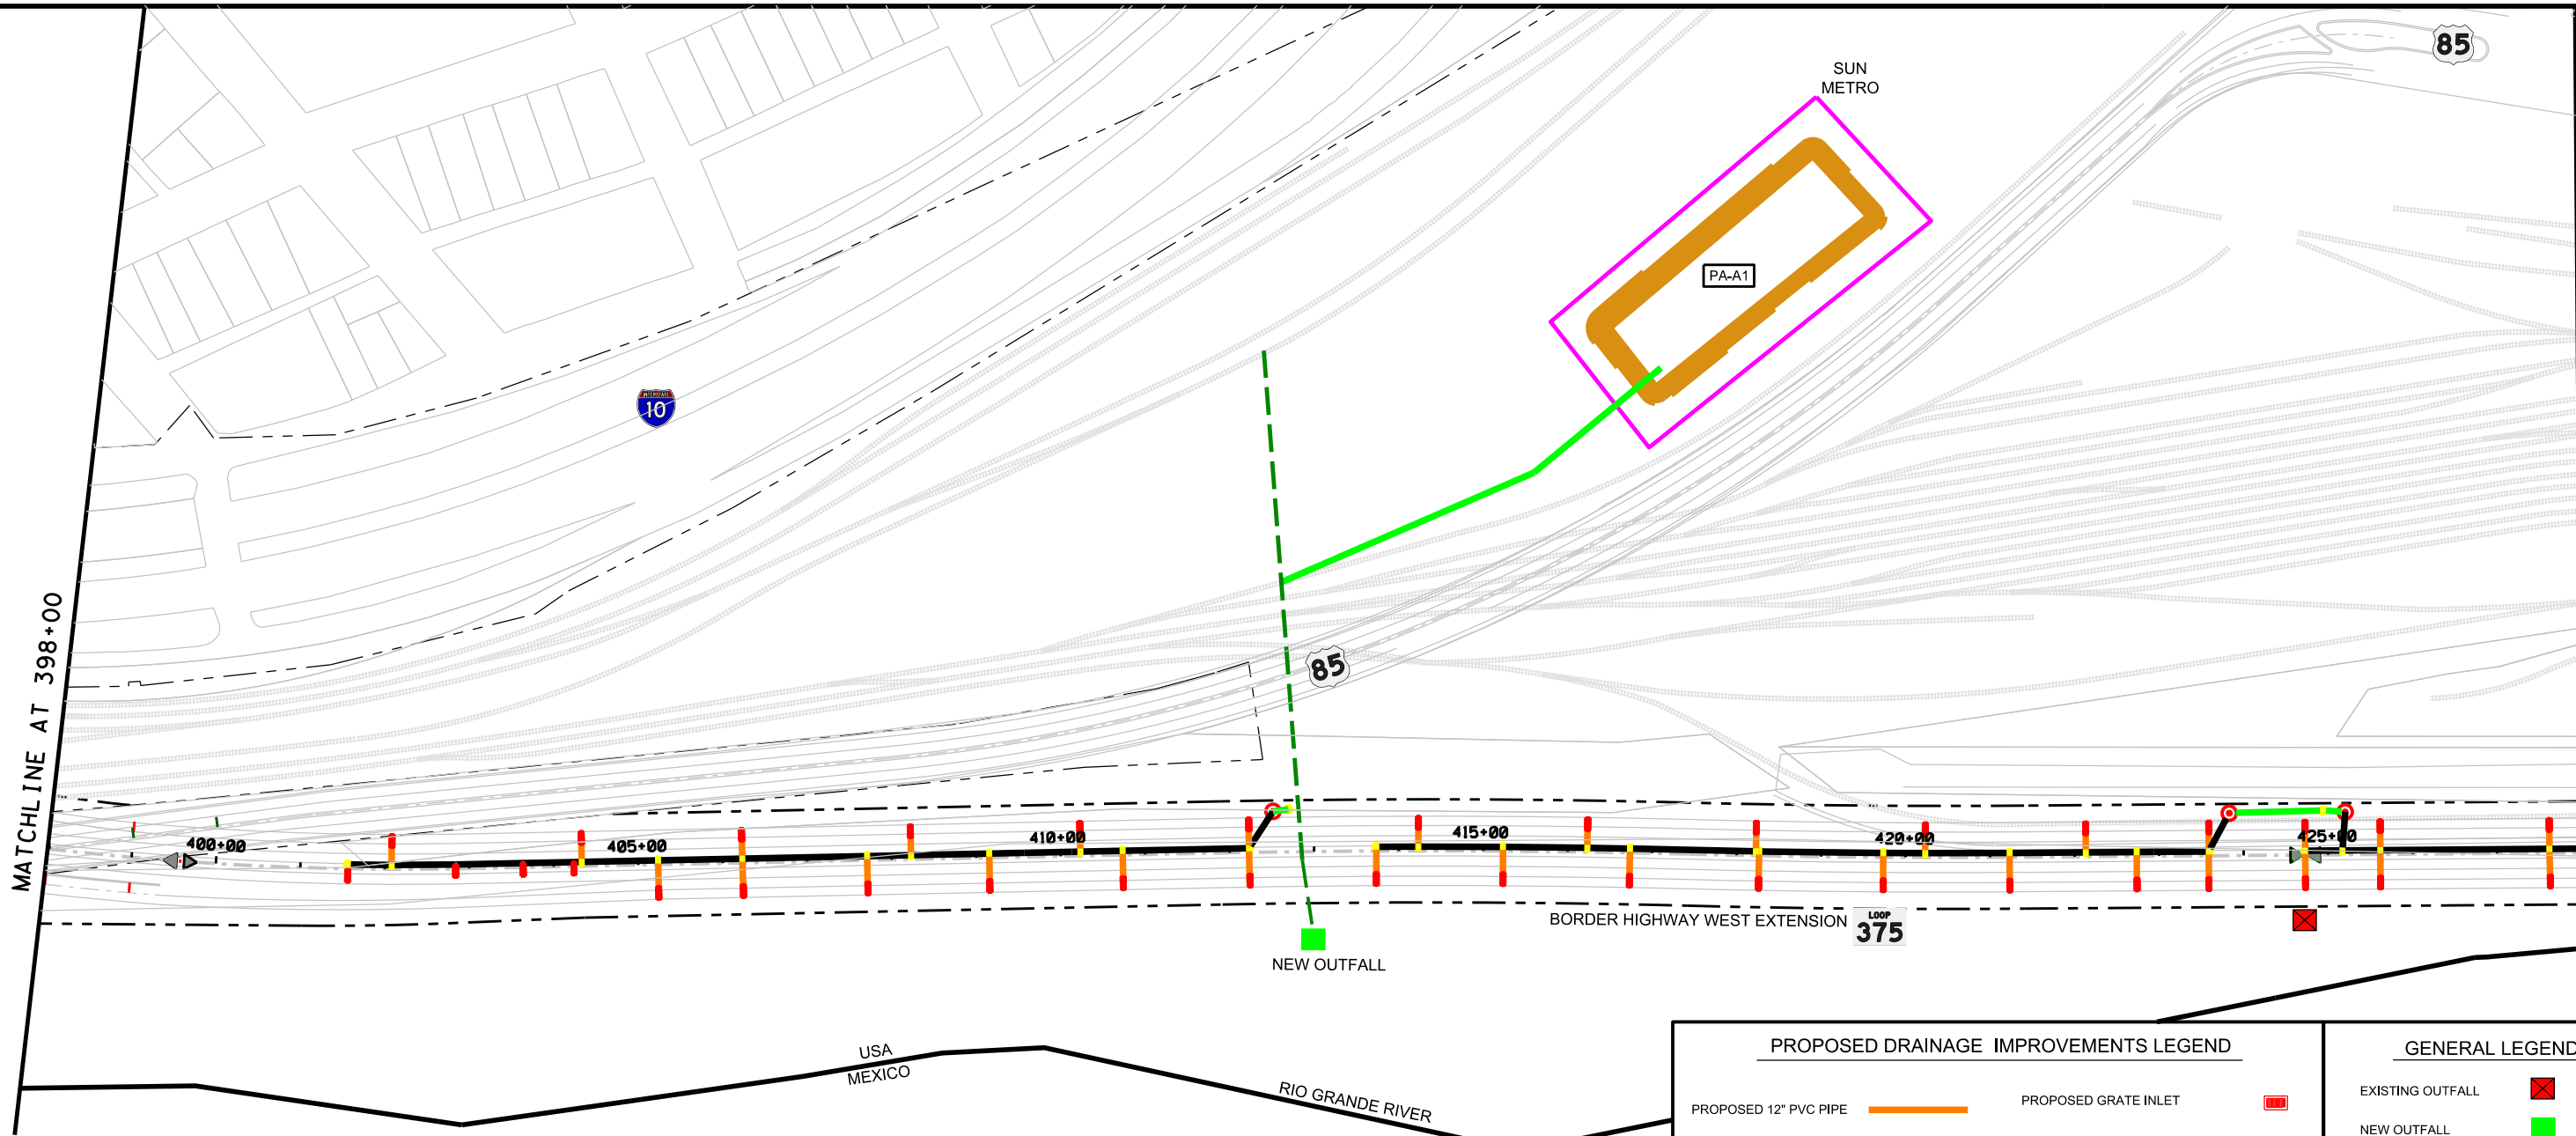 85
SUN
METRO
PA-A1
INTERSTATE
10
MATCHLINE AT 398+00
85
400+00
405+00
410+00
415+00
420+00
425+00
BORDER HIGHWAY WEST EXTENSION
LOOP
375
NEW OUTFALL
USA
MEXICO
RIO GRANDE RIVER
PROPOSED DRAINAGE IMPROVEMENTS LEGEND
PROPOSED 12" PVC PIPE
PROPOSED GRATE INLET
GENERAL LEGEND
EXISTING OUTFALL
NEW OUTFALL